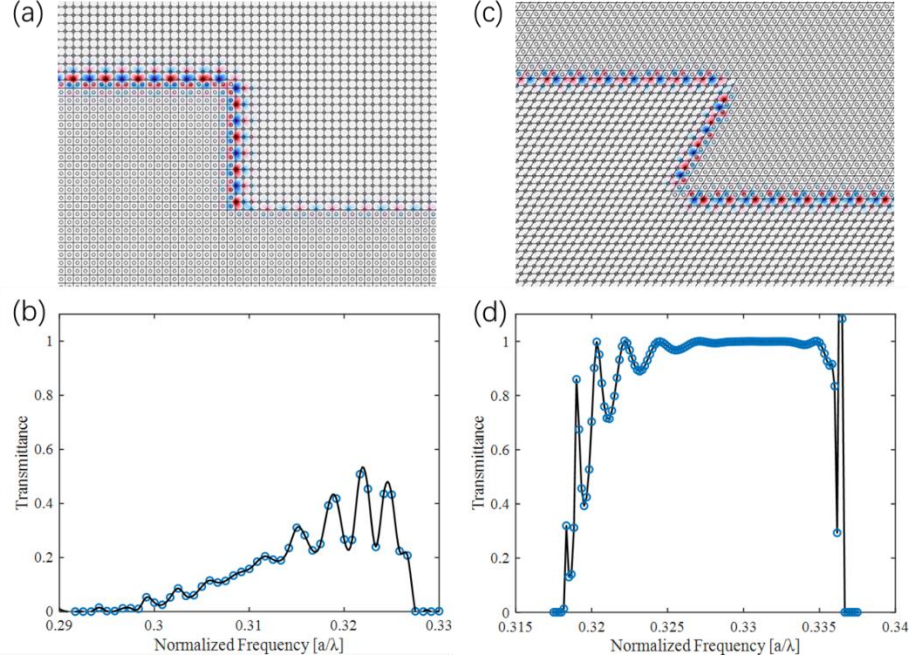 (a)
(c)
(b)
1
0.8
0.6
0.4
0.2
0
Transmittance
0.29 0.3 0.31 0.32 0.33
Normalized Frequency [a/λ]
(d)
1
0.8
0.6
0.4
0.2
0
Transmittance
0.315 0.32 0.325 0.33 0.335 0.34
Normalized Frequency [a/λ]